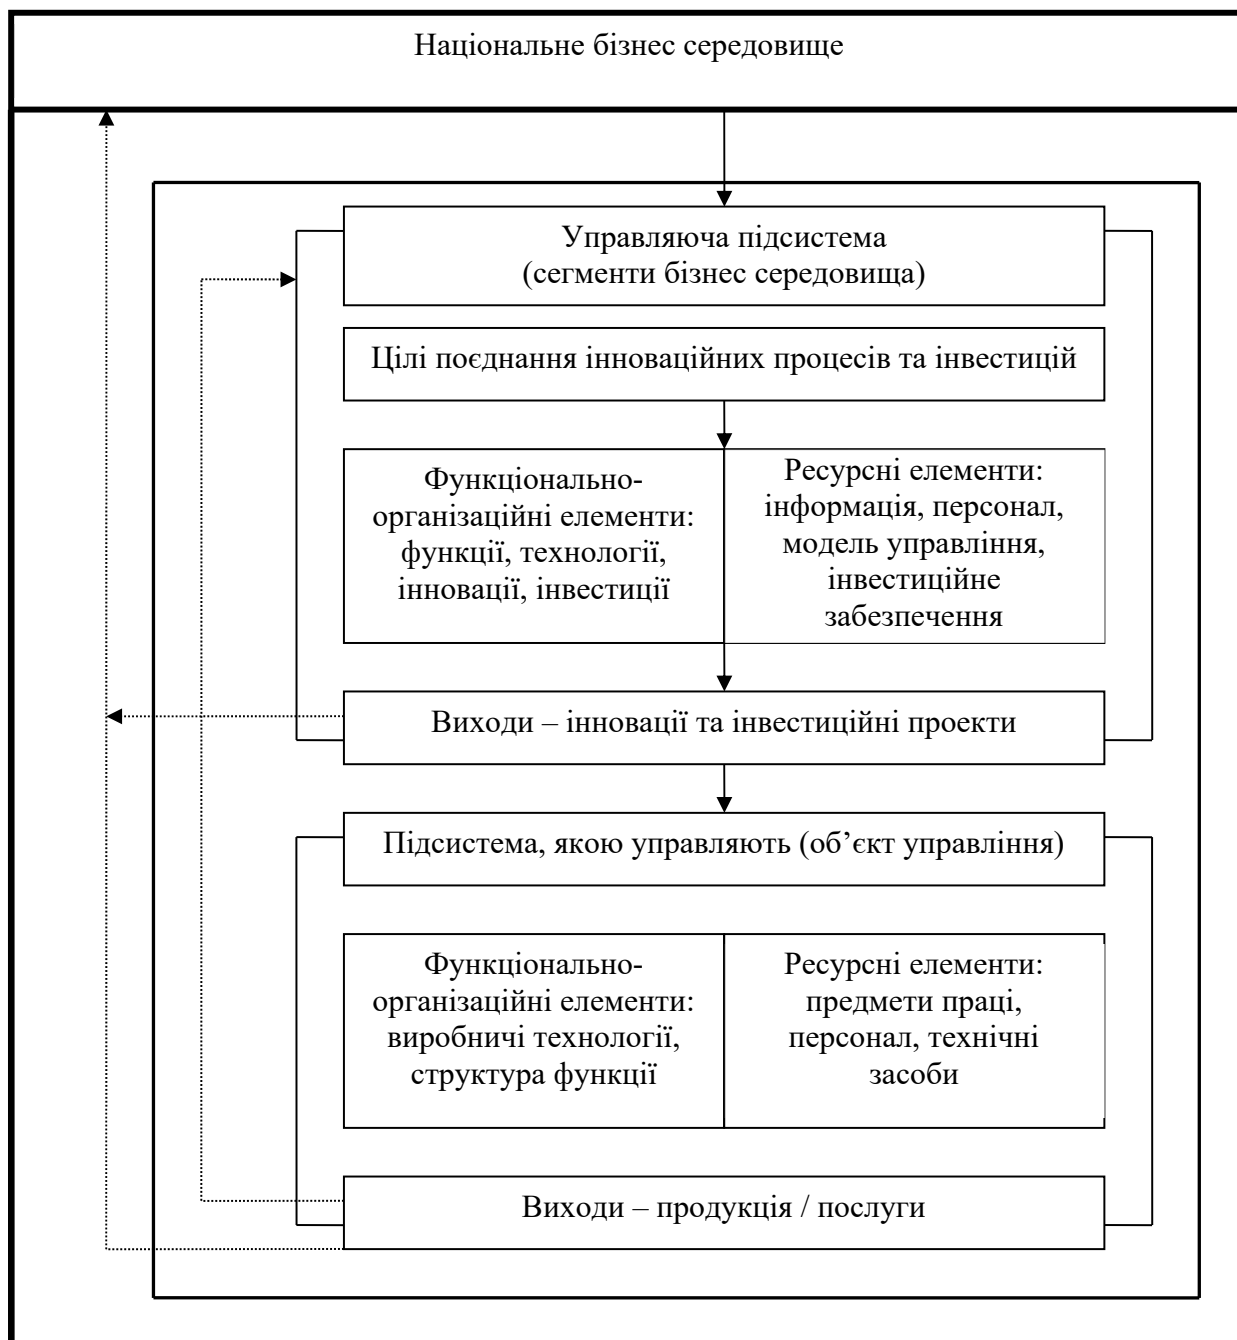 Національне бізнес середовище
Управляюча підсистема
(сегменти бізнес середовища)
Цілі поєднання інноваційних процесів та інвестицій
Функціонально-
організаційні елементи:
функції, технології,
інновації, інвестиції
Ресурсні елементи:
інформація, персонал,
модель управління,
інвестиційне
забезпечення
Виходи – інновації та інвестиційні проекти
Підсистема, якою управляють (об’єкт управління)
Функціонально-
організаційні елементи:
виробничі технології,
структура функції
Ресурсні елементи:
предмети праці,
персонал, технічні
засоби
Виходи – продукція / послуги